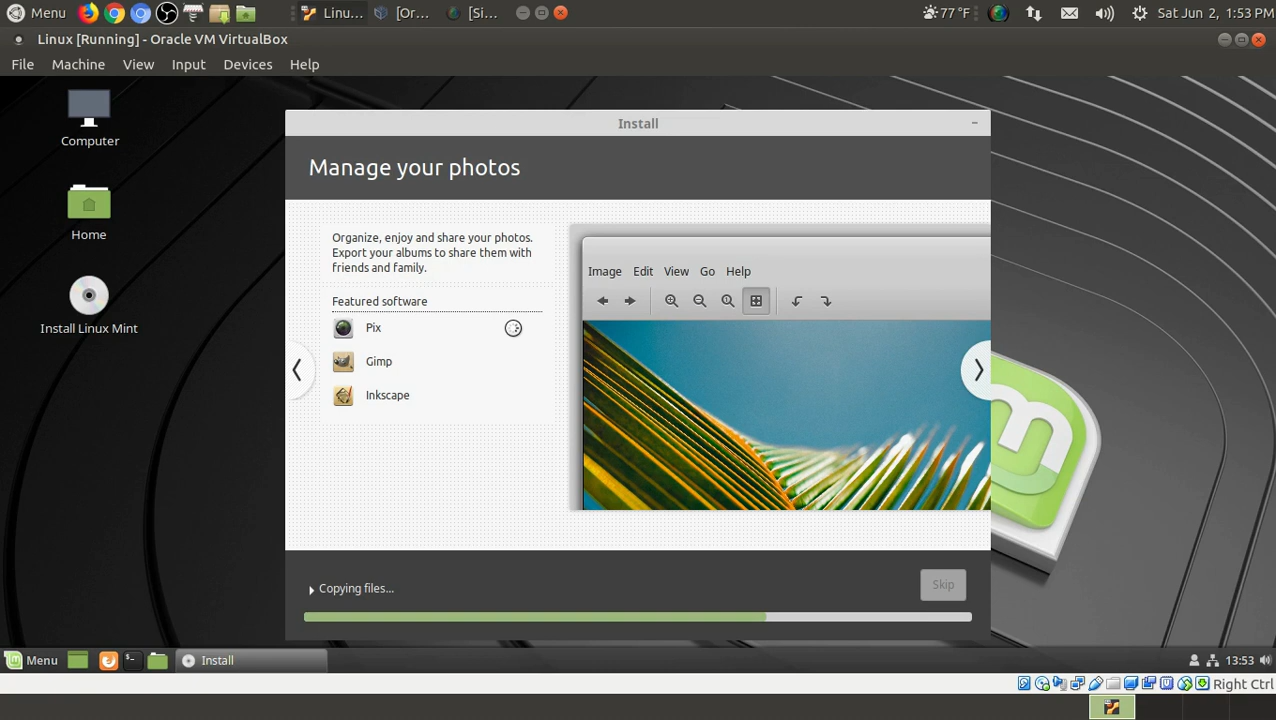 Menu
Linu...
[Or...
[Si...
77 °F
Sat Jun 2, 1:53 PM
Linux [Running] - Oracle VM VirtualBox
File Machine View Input Devices Help
Computer
Home
Install Linux Mint
Install
Manage your photos
Organize, enjoy and share your photos.
Export your albums to share them with
friends and family.
Featured software
Pix
Gimp
Inkscape
Image Edit View Go Help
Copying files...
Skip
Menu
Install
13:53
Right Ctrl